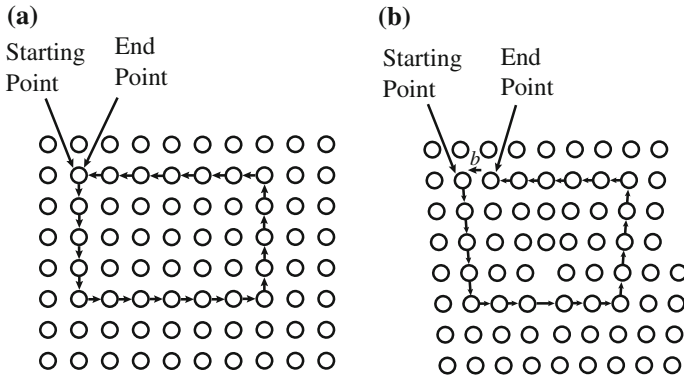 (a)
Starting
Point
End
Point
(b)
Starting
Point
End
Point
b